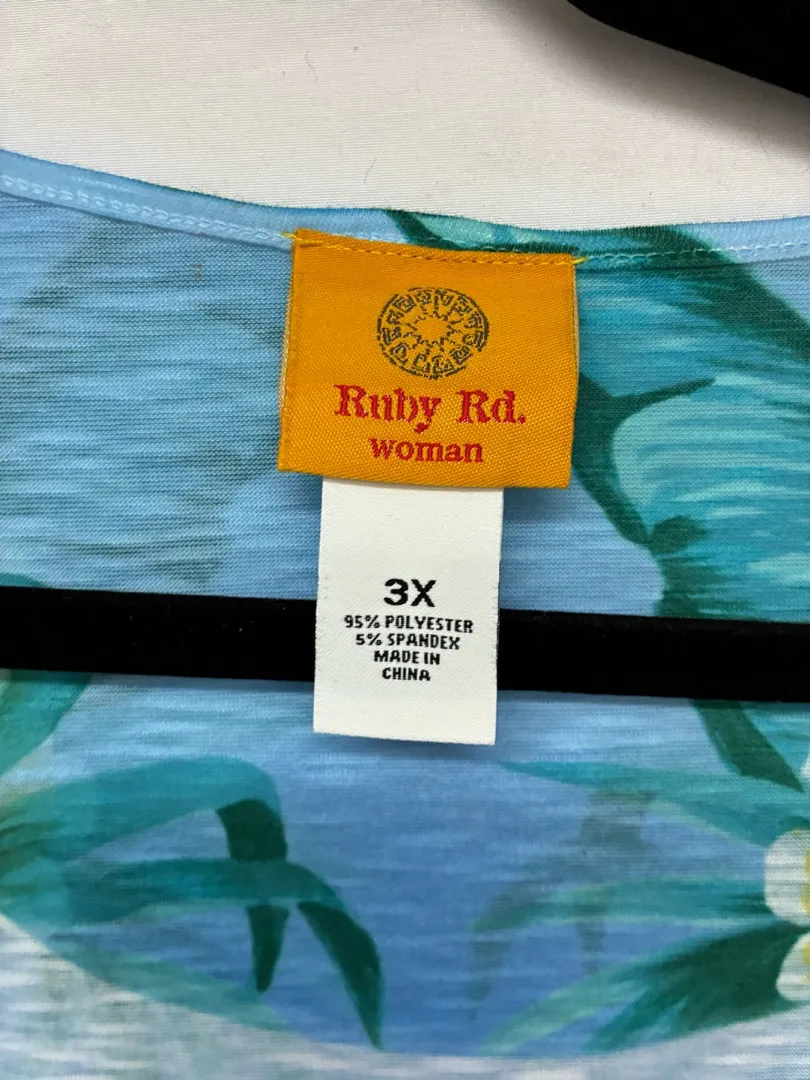 Ruby Rd.
woman
3X
95% POLYESTER
5% SPANDEX
MADE IN
CHINA